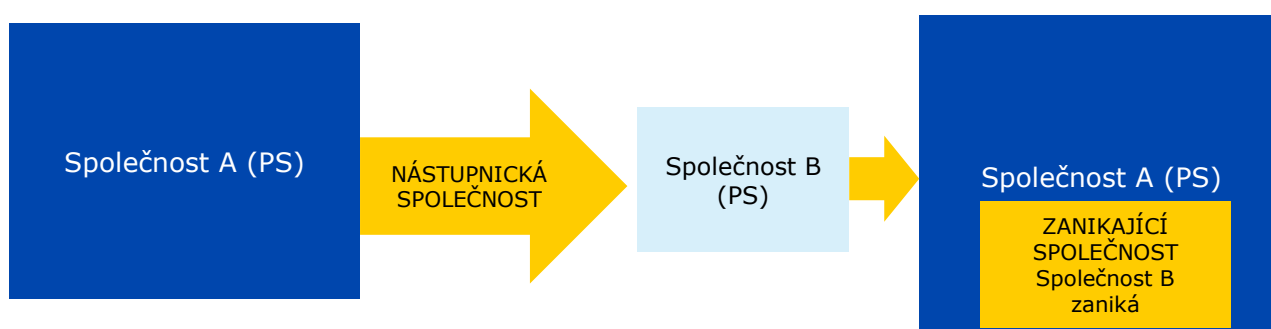 Společnost A (PS)
NÁSTUPNICKÁ
SPOLEČNOST
Společnost B
(PS)
Společnost A (PS)
ZANIKAJÍCÍ
SPOLEČNOST
Společnost B
zaniká